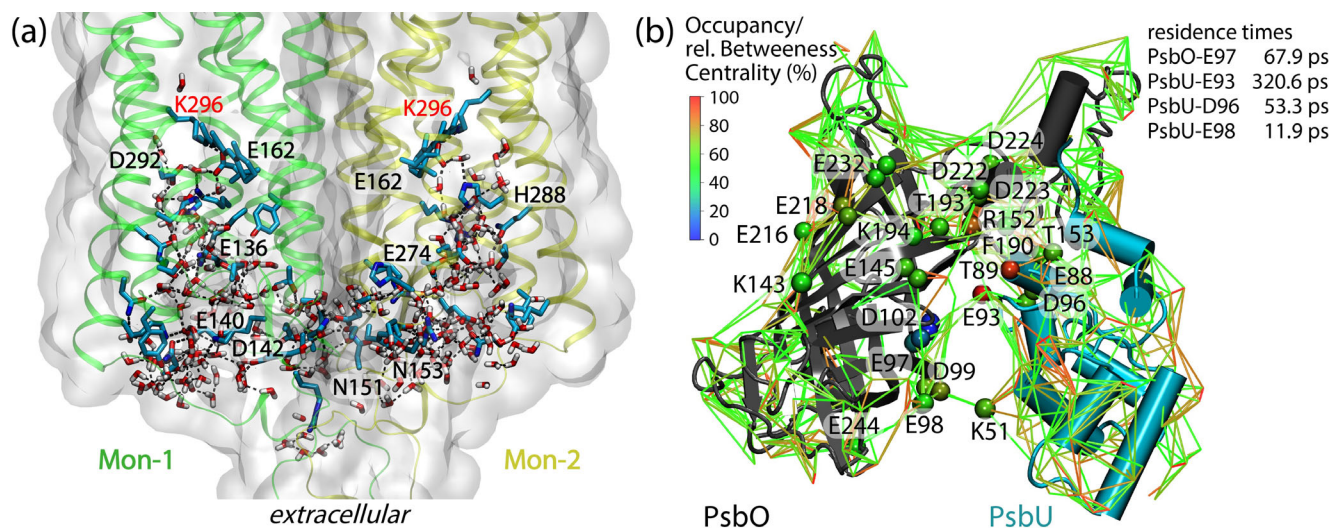 (a)
K296
K296
D292
E162
E162
H288
E136
E274
E140
D142
N151
N153
Mon-1
Mon-2
extracellular
(b)
Occupancy/
rel. Betweeness
Centrality (%)
100
80
60
40
20
0
residence times
PsbO-E97 67.9 ps
PsbU-E93 320.6 ps
PsbU-D96 53.3 ps
PsbU-E98 11.9 ps
D224
E232
D222
D223
E218
T193
R152
E216
K194
F190
T153
K143
E145
T89
E88
D102
E93
D96
E97
D99
E244
E98
K51
PsbO
PsbU